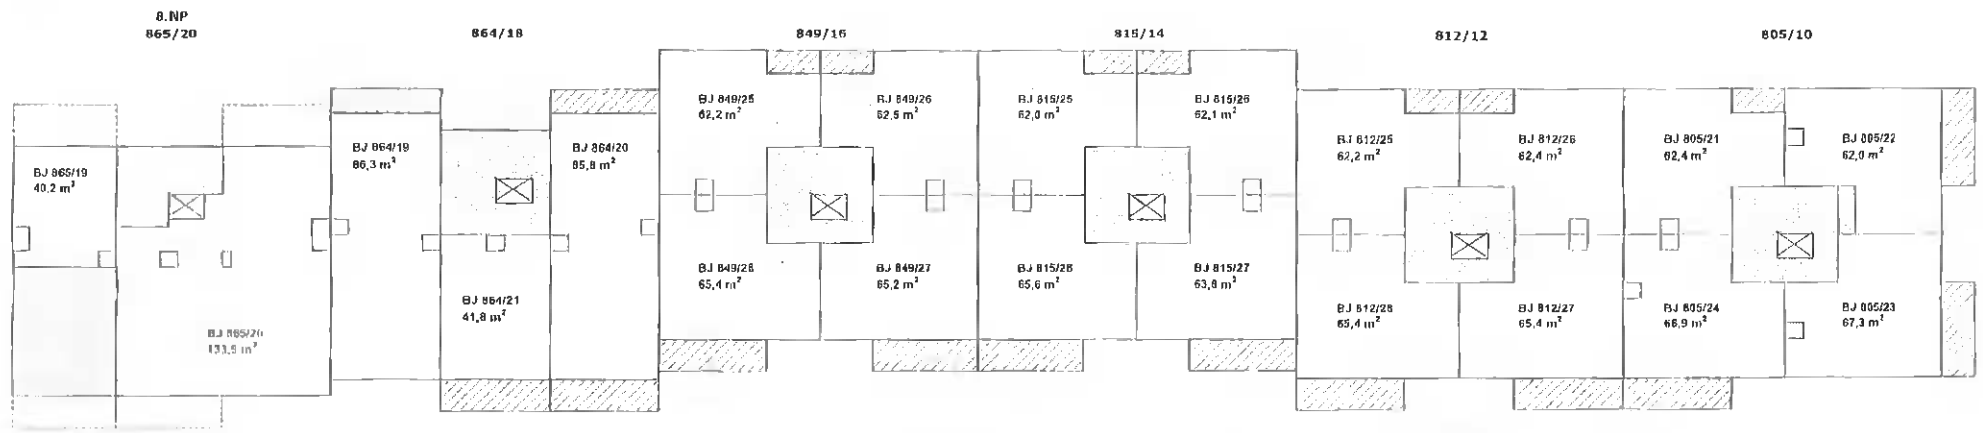 8.NP
865/20
864/18
849/16
815/14
812/12
805/10
BJ 865/19
40,2 m²
BJ 865/20
133,5 m²
BJ 864/19
86,3 m²
BJ 864/21
41,8 m²
BJ 864/20
85,8 m²
BJ 849/25
62,2 m²
BJ 849/26
62,5 m²
BJ 849/28
65,4 m²
BJ 849/27
65,2 m²
BJ 815/25
62,0 m²
BJ 815/26
62,1 m²
BJ 815/28
65,6 m²
BJ 815/27
63,8 m²
BJ 812/25
62,2 m²
BJ 812/26
62,4 m²
BJ 812/28
65,4 m²
BJ 812/27
65,4 m²
BJ 805/21
62,4 m²
BJ 805/22
62,0 m²
BJ 805/24
66,9 m²
BJ 805/23
67,3 m²